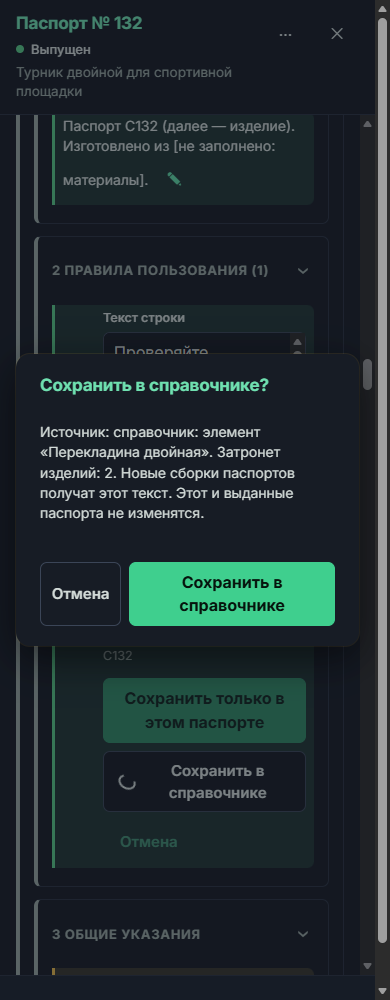 Паспорт № 132
...
Выпущен
Турник двойной для спортивной
площадки
Паспорт С132 (далее — изделие).
Изготовлено из [не заполнено:
материалы].
2 ПРАВИЛА ПОЛЬЗОВАНИЯ (1)
Текст строки
Проверяйте
Сохранить в справочнике?
Источник: справочник: элемент
«Перекладина двойная». Затронет
изделий: 2. Новые сборки паспортов
получат этот текст. Этот и выданные
паспорта не изменятся.
Отмена
Сохранить в
справочнике
С132
Сохранить только в
этом паспорте
Сохранить в
справочнике
Отмена
3 ОБЩИЕ УКАЗАНИЯ